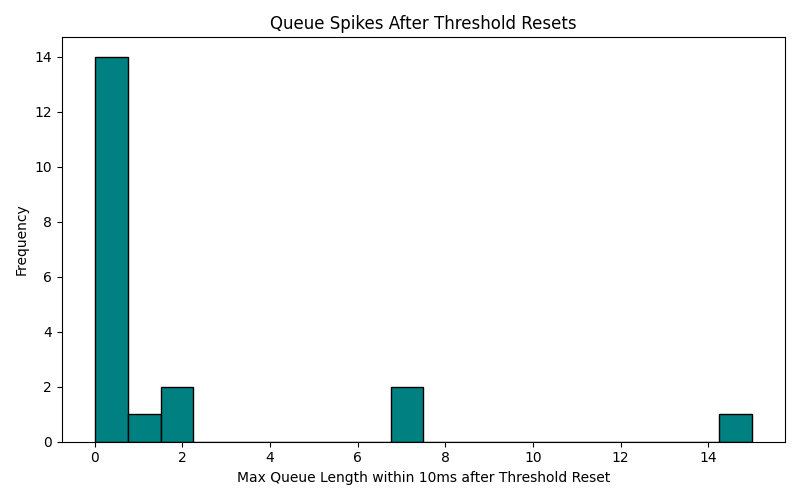 Queue Spikes After Threshold Resets
14
12
10
8
6
4
2
0
Frequency
0 2 4 6 8 10 12 14
Max Queue Length within 10ms after Threshold Reset